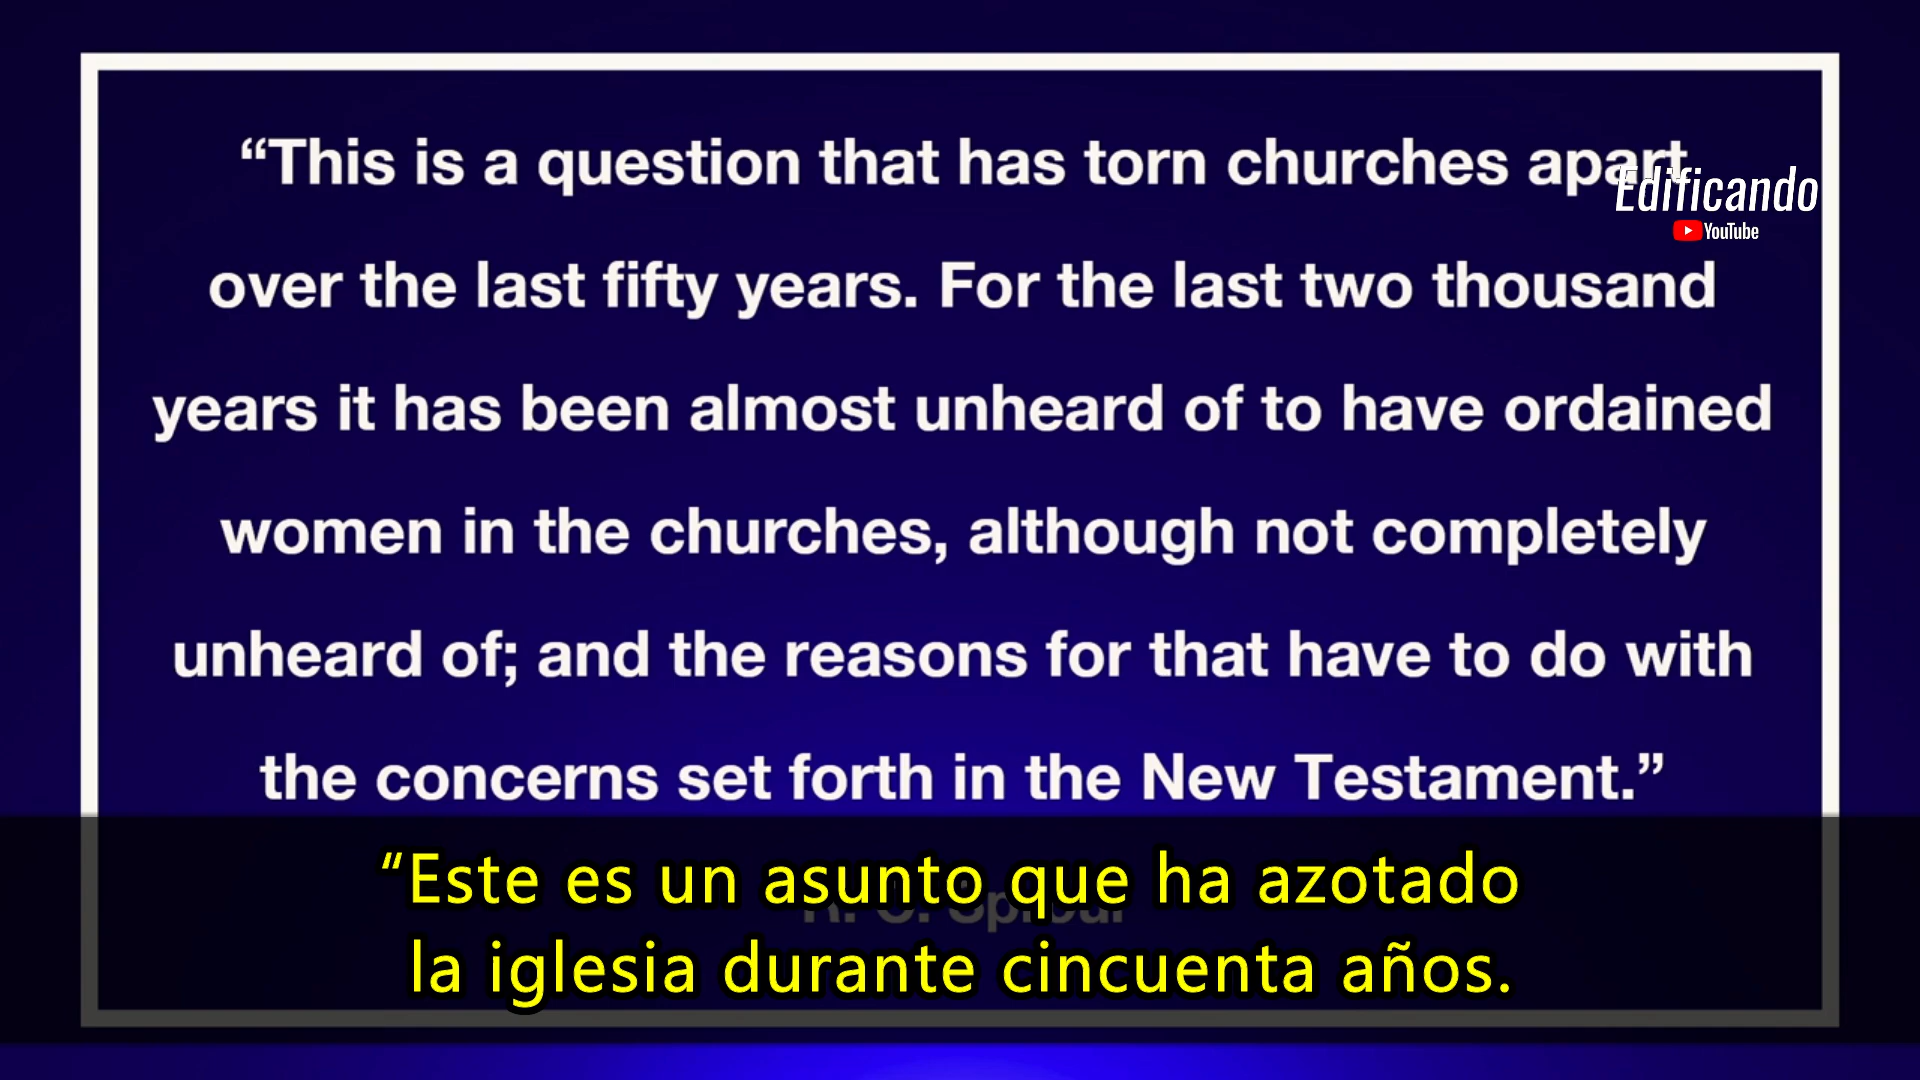 “This is a question that has torn churches apart
Edificando
YouTube
over the last fifty years. For the last two thousand
years it has been almost unheard of to have ordained
women in the churches, although not completely
unheard of; and the reasons for that have to do with
the concerns set forth in the New Testament.”
“Este es un asunto que ha azotado
la iglesia durante cincuenta años.